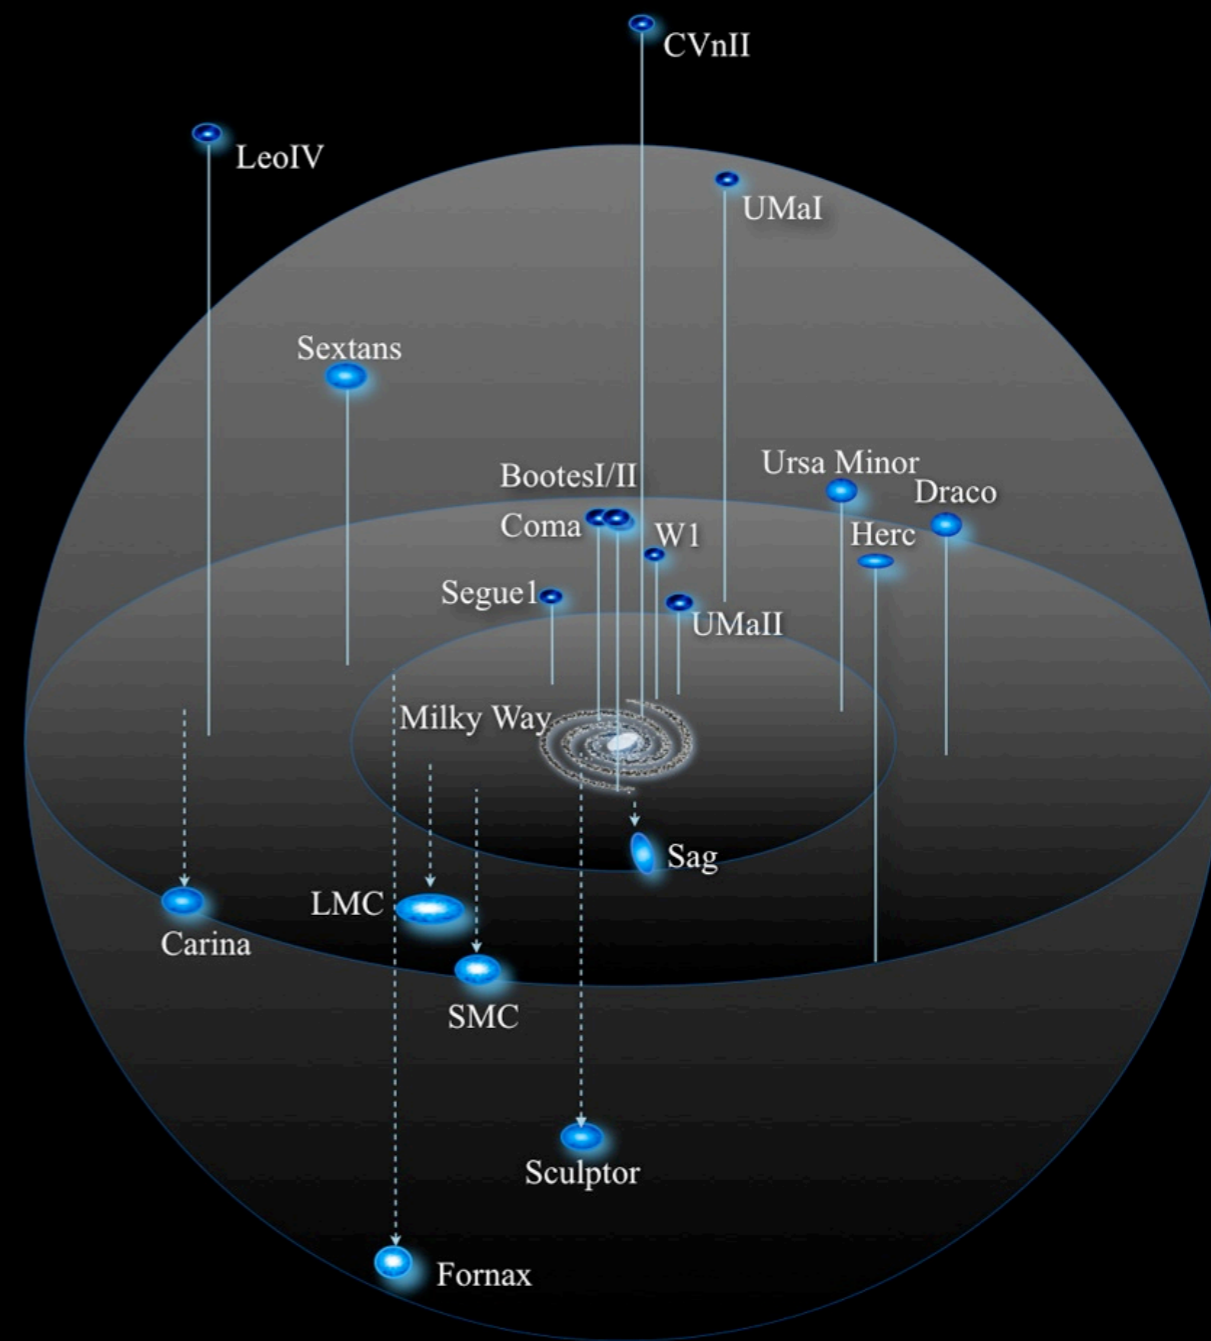 CVnII
LeoIV
UMaI
Sextans
Ursa Minor
BootesI/II
Draco
Coma
W1
Herc
Segue1
UMaII
Milky Way
Sag
LMC
Carina
SMC
Sculptor
Fornax